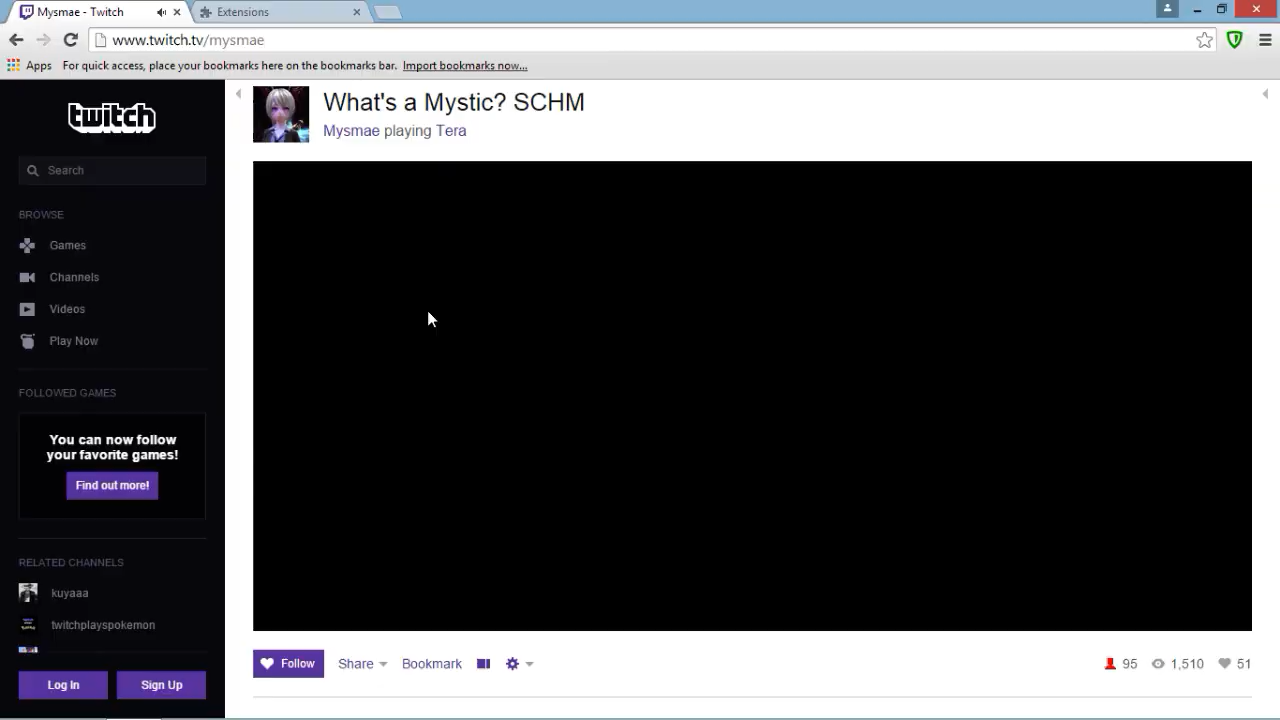 Mysmae - Twitch
Extensions
www.twitch.tv/mysmae
Apps For quick access, place your bookmarks here on the bookmarks bar. Import bookmarks now...
twitch
Search
BROWSE
Games
Channels
Videos
Play Now
FOLLOWED GAMES
You can now follow
your favorite games!
Find out more!
RELATED CHANNELS
kuyaaa
twitchplayspokemon
Log In Sign Up
What's a Mystic? SCHM
Mysmae playing Tera
Follow Share Bookmark 95 1,510 51